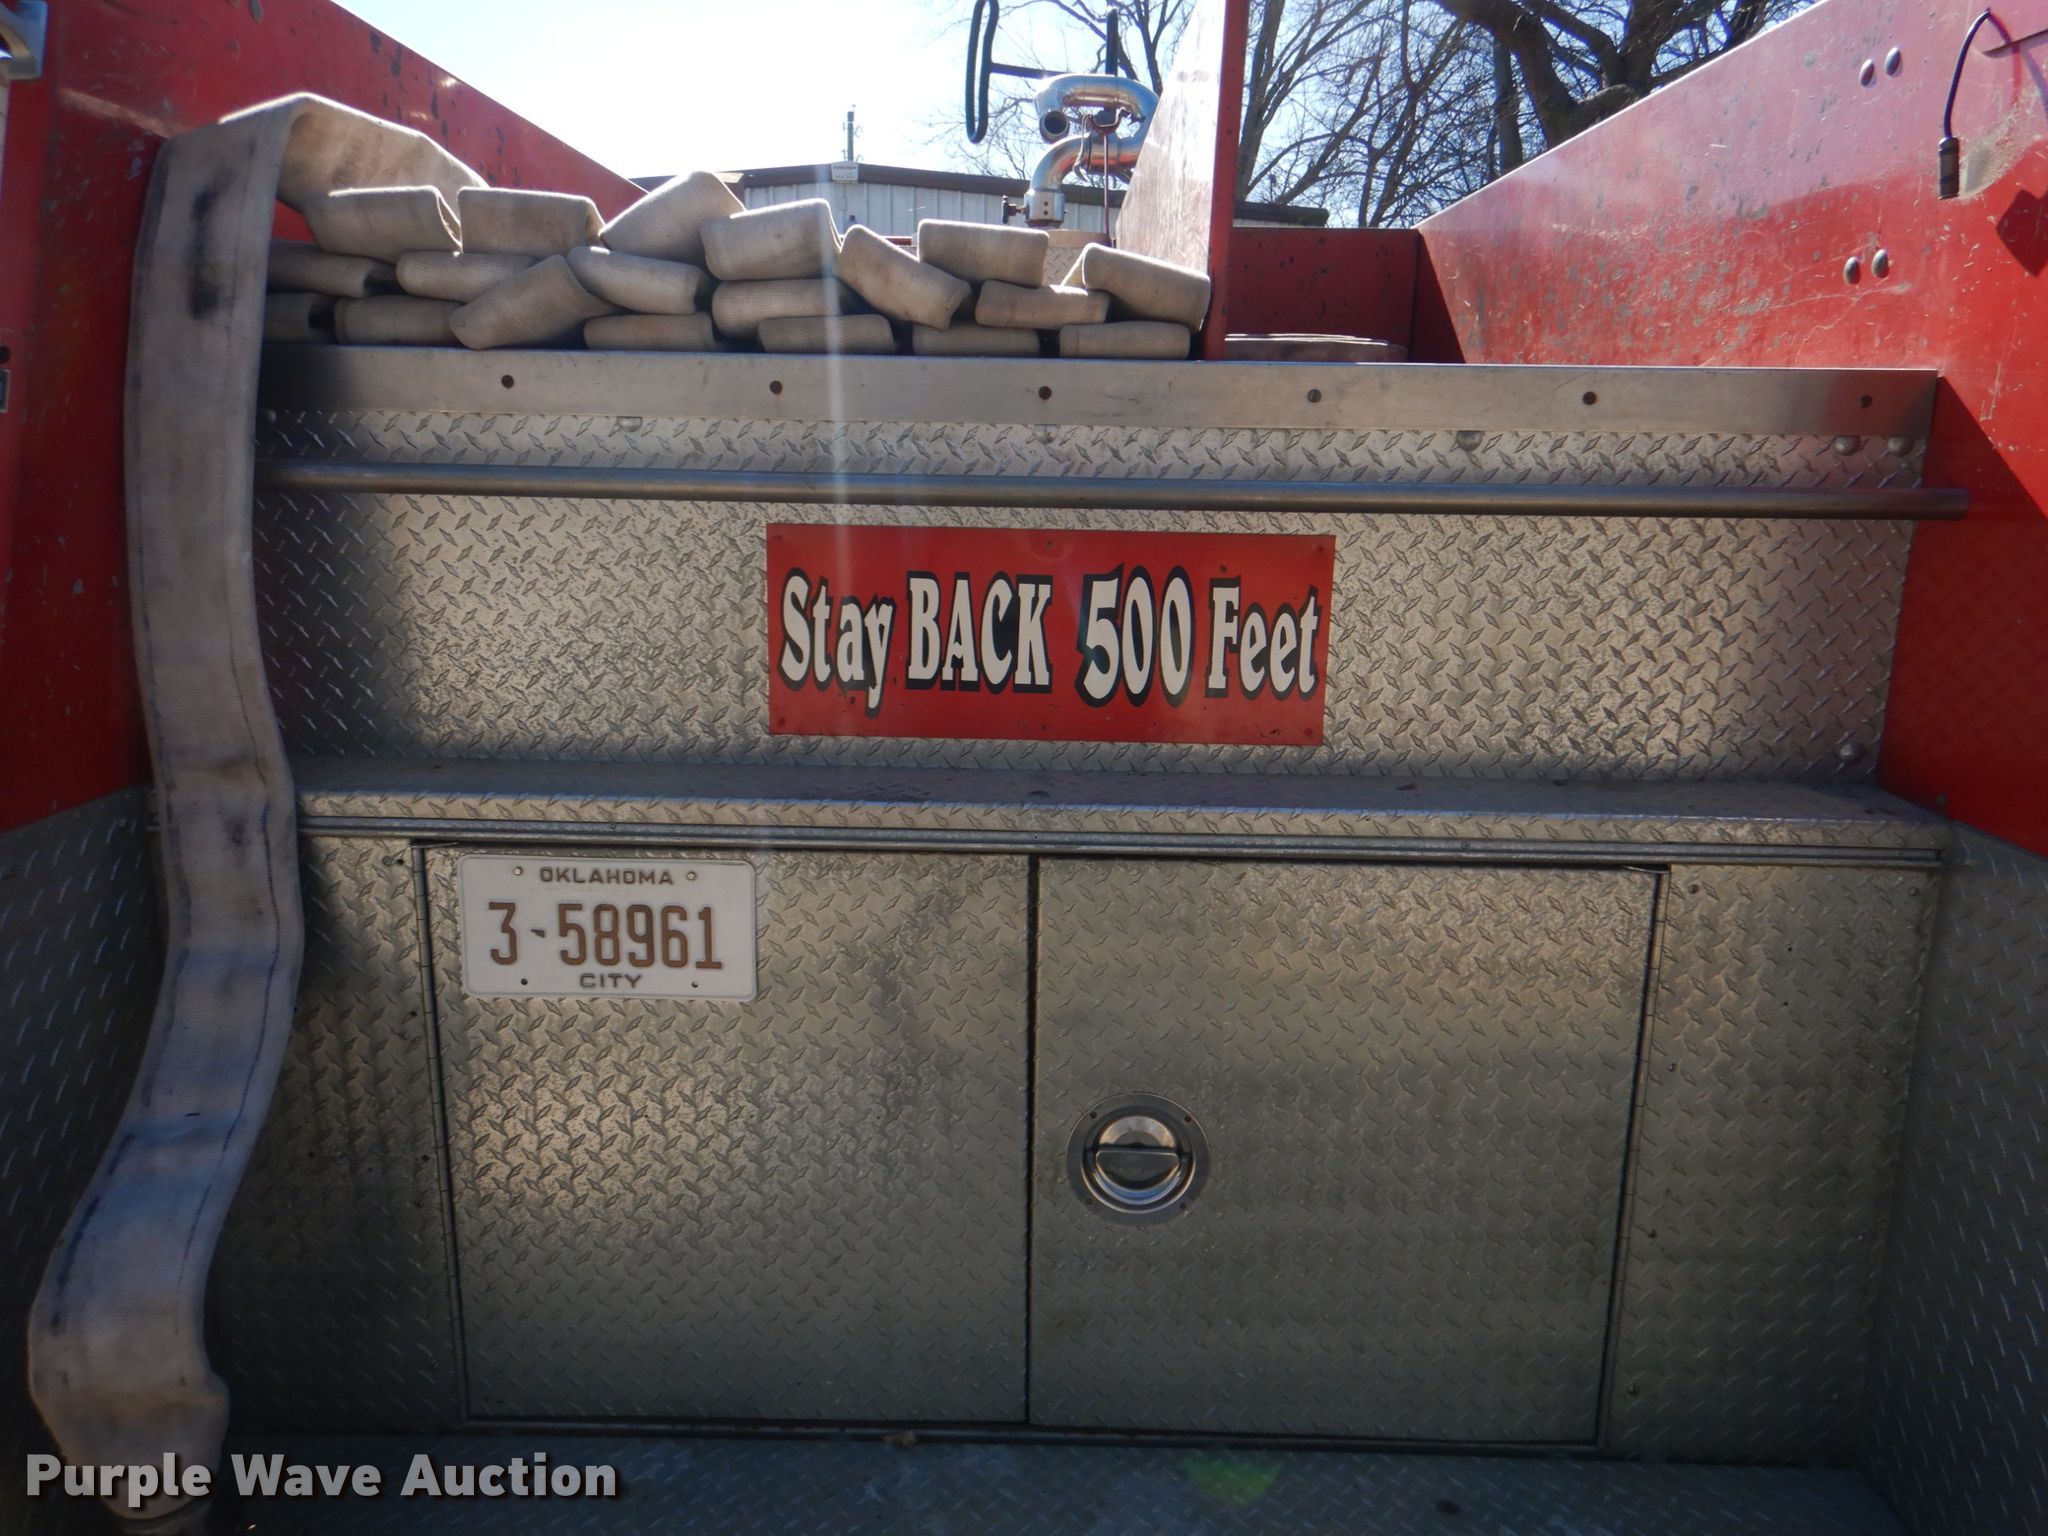 Stay BACK 500 Feet
OKLAHOMA
3-58961
CITY
Purple Wave Auction